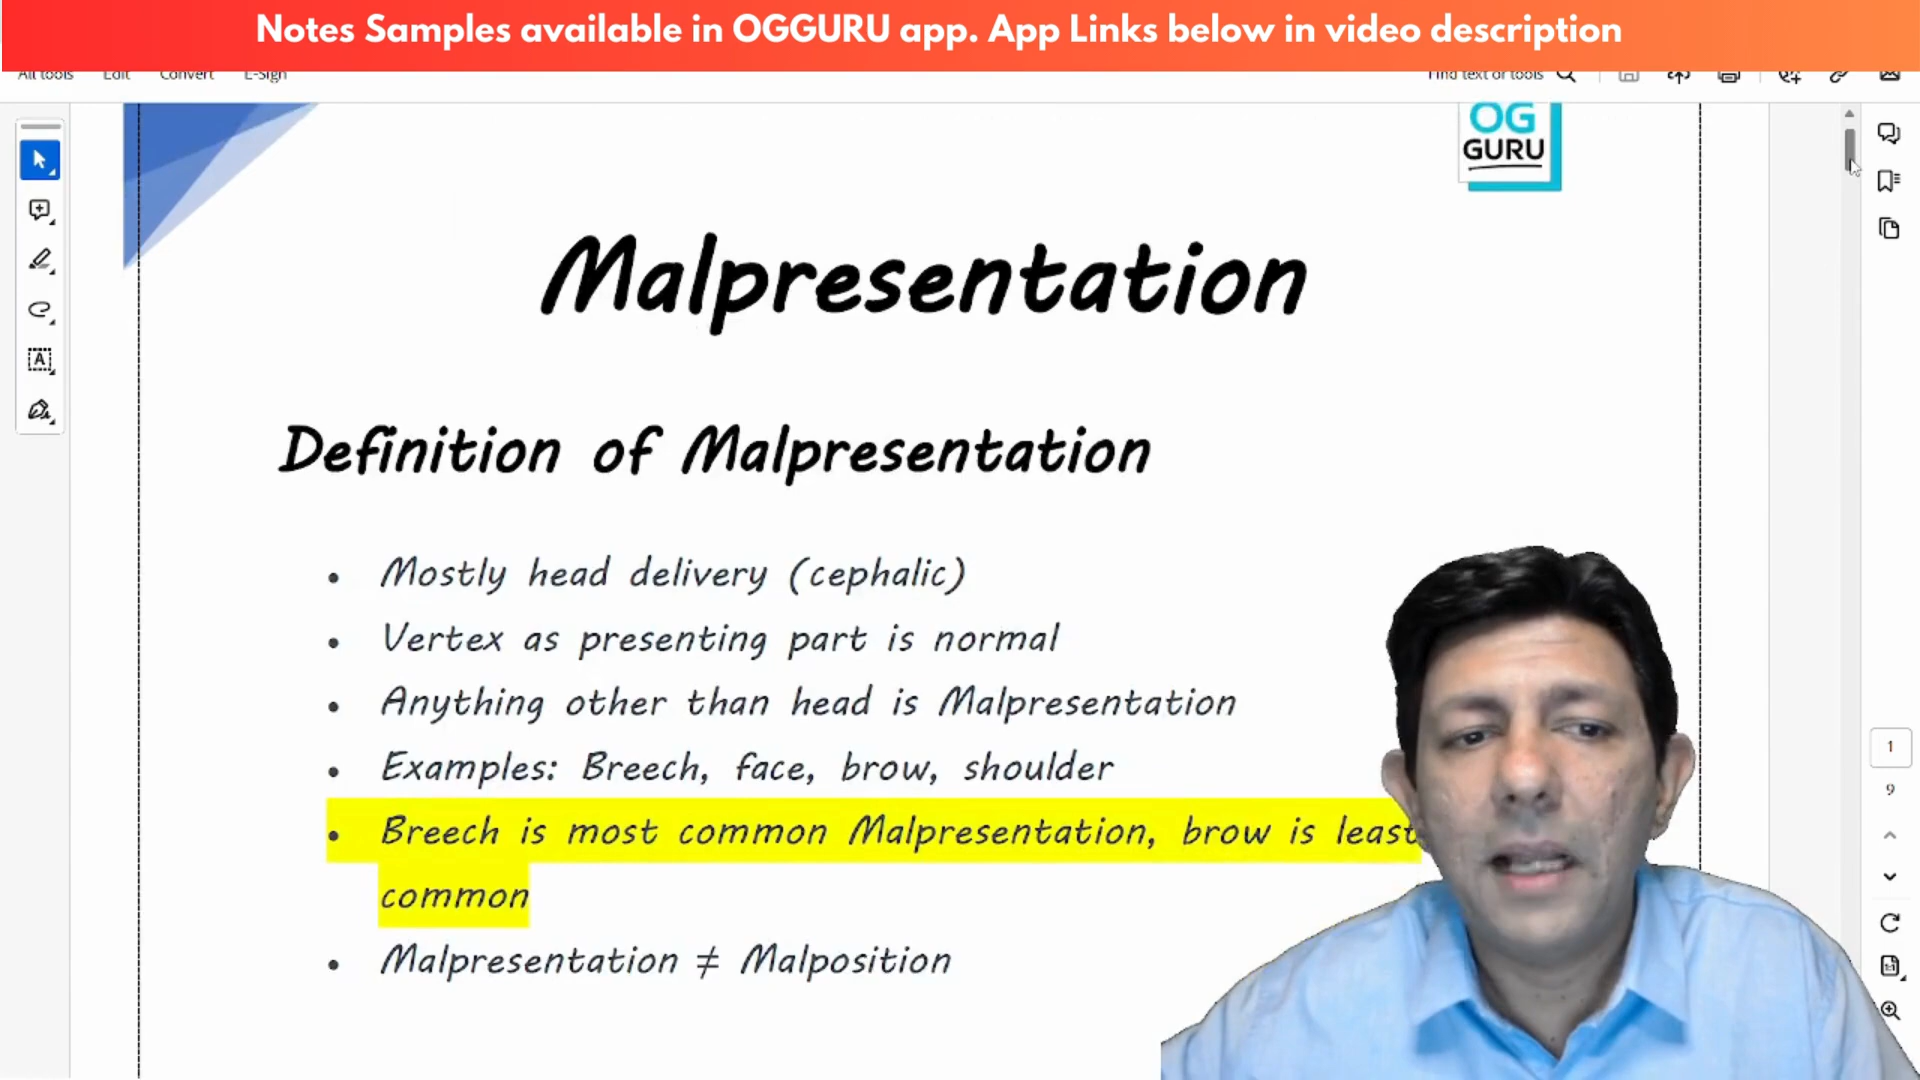 Notes Samples available in OGGURU app. App Links below in video description
All tools Edit Convert E-Sign Find text or tools
OG
GURU
Malpresentation
Definition of Malpresentation
• Mostly head delivery (cephalic)
• Vertex as presenting part is normal
• Anything other than head is Malpresentation
• Examples: Breech, face, brow, shoulder
• Breech is most common Malpresentation, brow is least
common
• Malpresentation ≠ Malposition
1
9